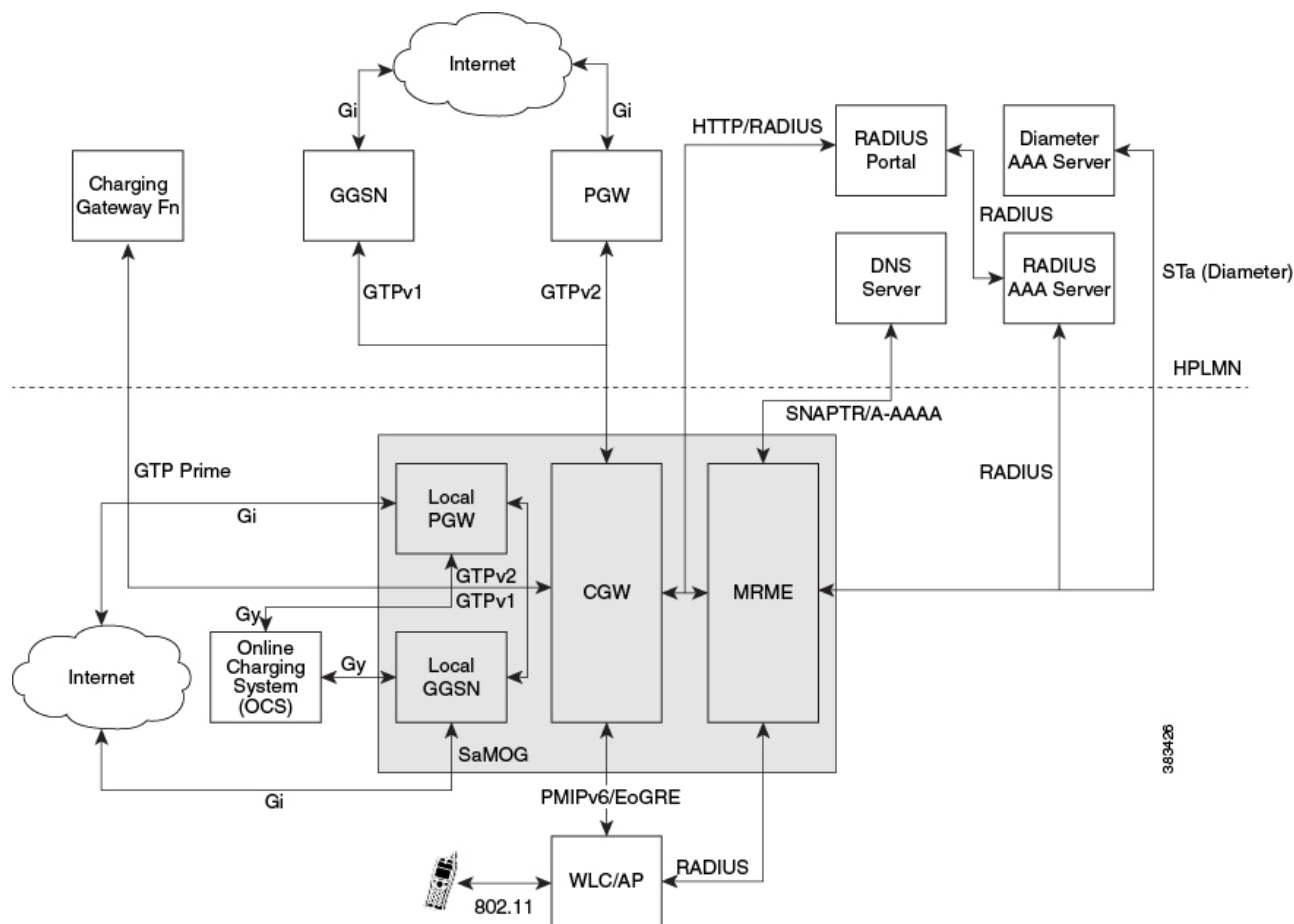 Internet
Gi
Gi
HTTP/RADIUS
Charging
Gateway Fn
GGSN
PGW
RADIUS
Portal
Diameter
AAA Server
RADIUS
GTPv1
GTPv2
DNS
Server
RADIUS
AAA Server
STa (Diameter)
HPLMN
SNAPTR/A-AAAA
GTP Prime
RADIUS
Gi
Local
PGW
GTPv2
GTPv1
CGW
MRME
Gy
Internet
Online
Charging
System
(OCS)
Gy
Local
GGSN
SaMOG
Gi
PMIPv6/EoGRE
WLC/AP
RADIUS
802.11
383426